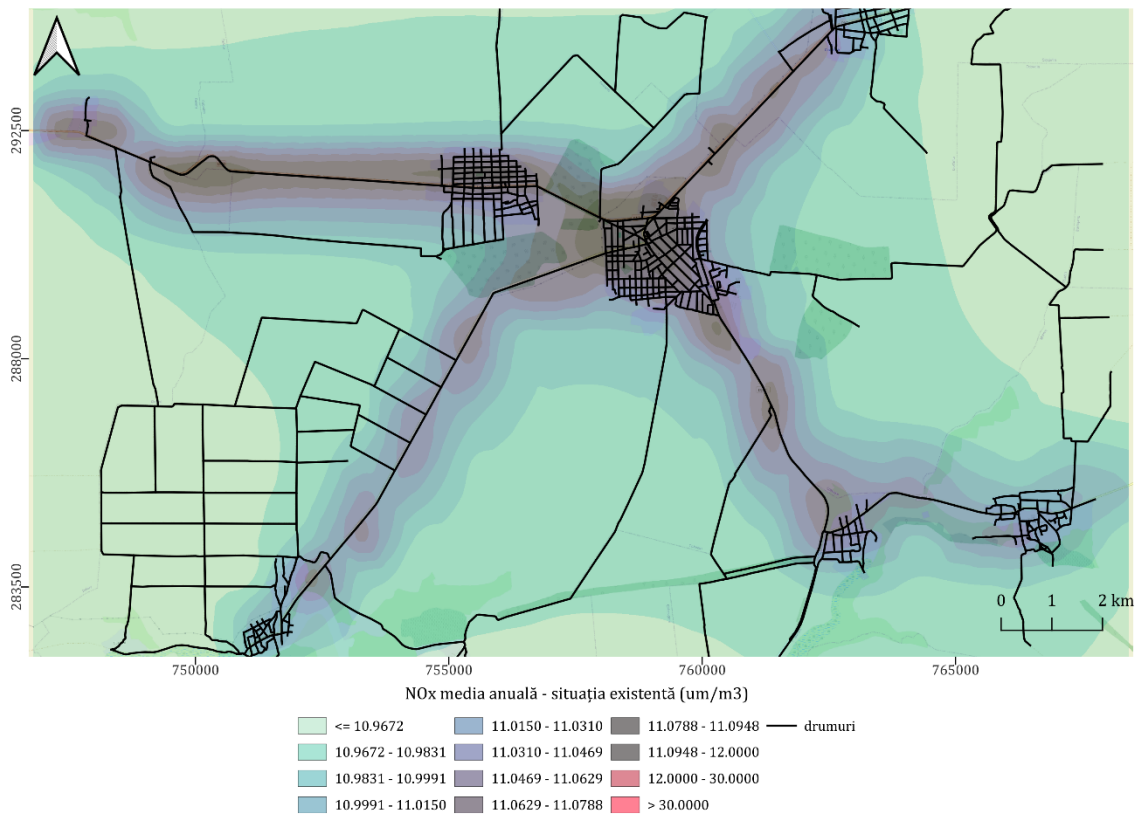 292500
288000
283500
0 1 2 km
750000 755000 760000 765000
NOx media anuală - situația existentă (um/m3)
<= 10.9672 11.0150 - 11.0310 11.0788 - 11.0948 drumuri
10.9672 - 10.9831 11.0310 - 11.0469 11.0948 - 12.0000
10.9831 - 10.9991 11.0469 - 11.0629 12.0000 - 30.0000
10.9991 - 11.0150 11.0629 - 11.0788 > 30.0000